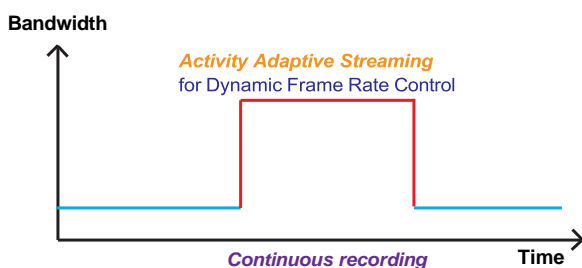 Bandwidth
Activity Adaptive Streaming
for Dynamic Frame Rate Control
Continuous recording
Time